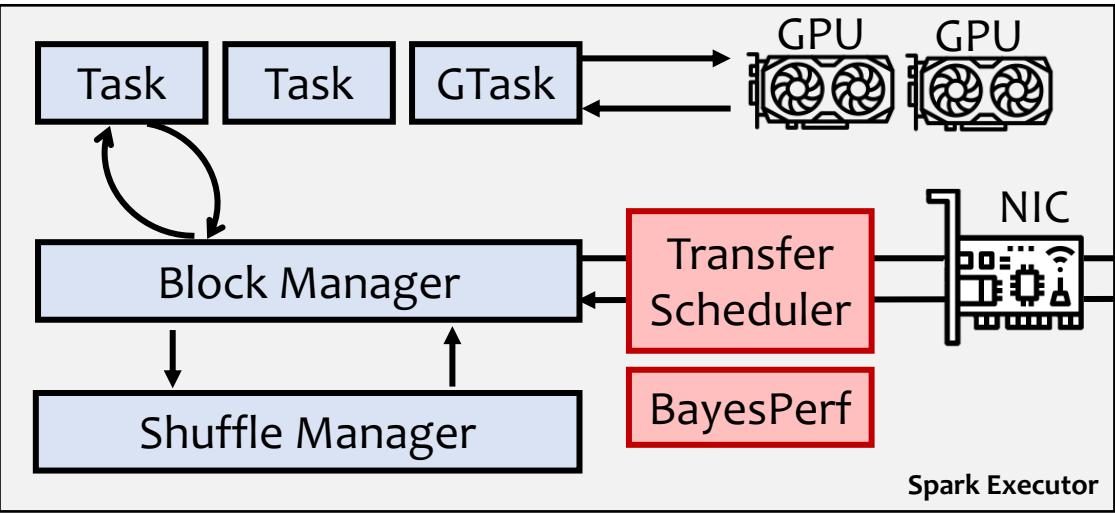 GPU
GPU
Task
Task
GTask
NIC
Block Manager
Transfer
Scheduler
BayesPerf
Shuffle Manager
Spark Executor